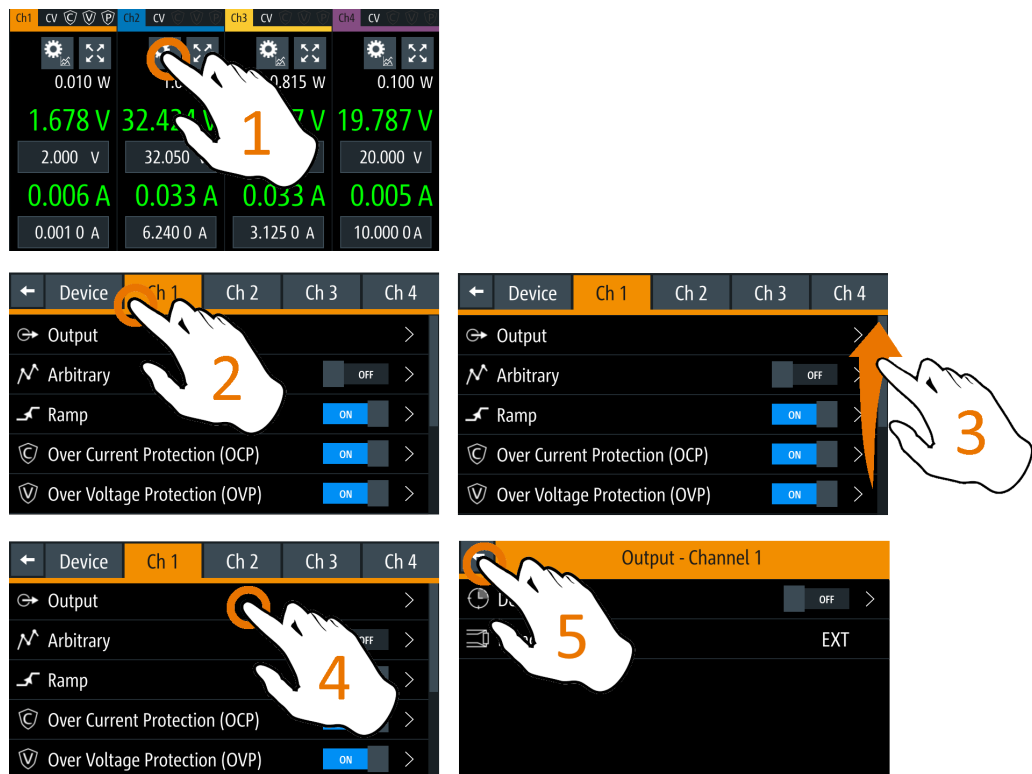 Ch1 CV C V P Ch2 CV C V P Ch3 CV C V P Ch4 CV C V P
0.010 W 0.815 W 0.100 W
1.678 V 32.424 V 7 V 19.787 V
2.000 V 32.050 20.000 V
1
0.006 A 0.033 A 0.033 A 0.005 A
0.001 0 A 6.240 0 A 3.125 0 A 10.000 0 A
Device Ch 1 Ch 2 Ch 3 Ch 4
Output
Arbitrary OFF
2
Ramp ON
C Over Current Protection (OCP) ON
V Over Voltage Protection (OVP) ON
Device Ch 1 Ch 2 Ch 3 Ch 4
Output
Arbitrary OFF
Ramp ON
3
C Over Current Protection (OCP) ON
V Over Voltage Protection (OVP) ON
Device Ch 1 Ch 2 Ch 3 Ch 4
Output
Arbitrary OFF
Ramp
4
C Over Current Protection (OCP)
V Over Voltage Protection (OVP) ON
Output - Channel 1
OFF
5
EXT